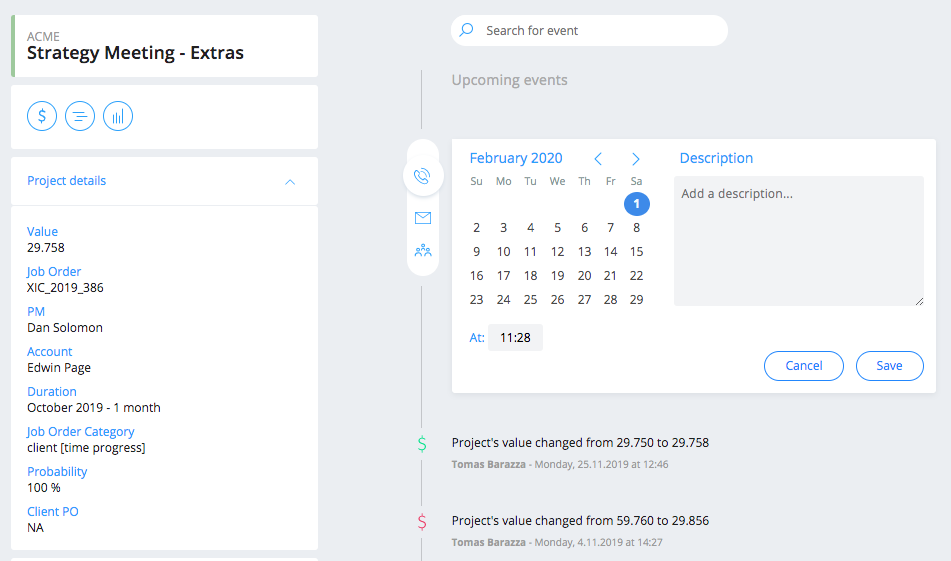 ACME
Strategy Meeting - Extras
$
Project details
Value
29.758
Job Order
XIC_2019_386
PM
Dan Solomon
Account
Edwin Page
Duration
October 2019 - 1 month
Job Order Category
client [time progress]
Probability
100 %
Client PO
NA
Search for event
Upcoming events
February 2020
Su Mo Tu We Th Fr Sa
1
2 3 4 5 6 7 8
9 10 11 12 13 14 15
16 17 18 19 20 21 22
23 24 25 26 27 28 29
At: 11:28
Description
Add a description...
Cancel Save
$ Project's value changed from 29.750 to 29.758
Tomas Barazza - Monday, 25.11.2019 at 12:46
$ Project's value changed from 59.760 to 29.856
Tomas Barazza - Monday, 4.11.2019 at 14:27